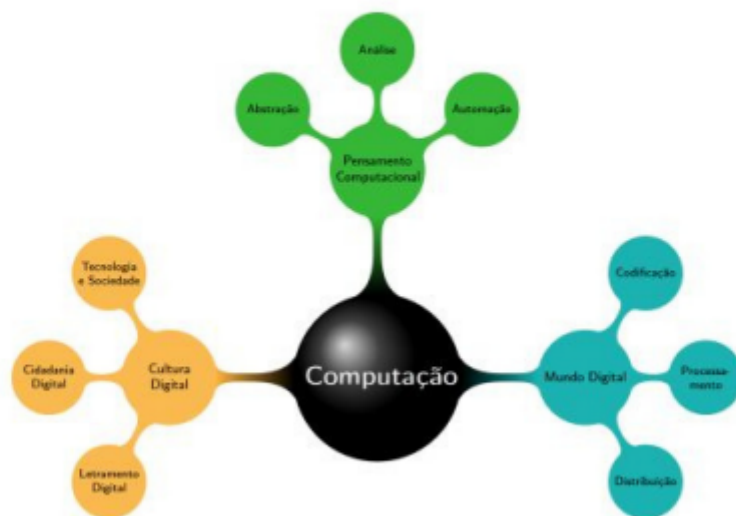 Análise
Abstração
Automação
Pensamento
Computacional
Tecnologia
e Sociedade
Cidadania
Digital
Letramento
Digital
Cultura
Digital
Computação
Mundo Digital
Codificação
Processa-
mento
Distribuição